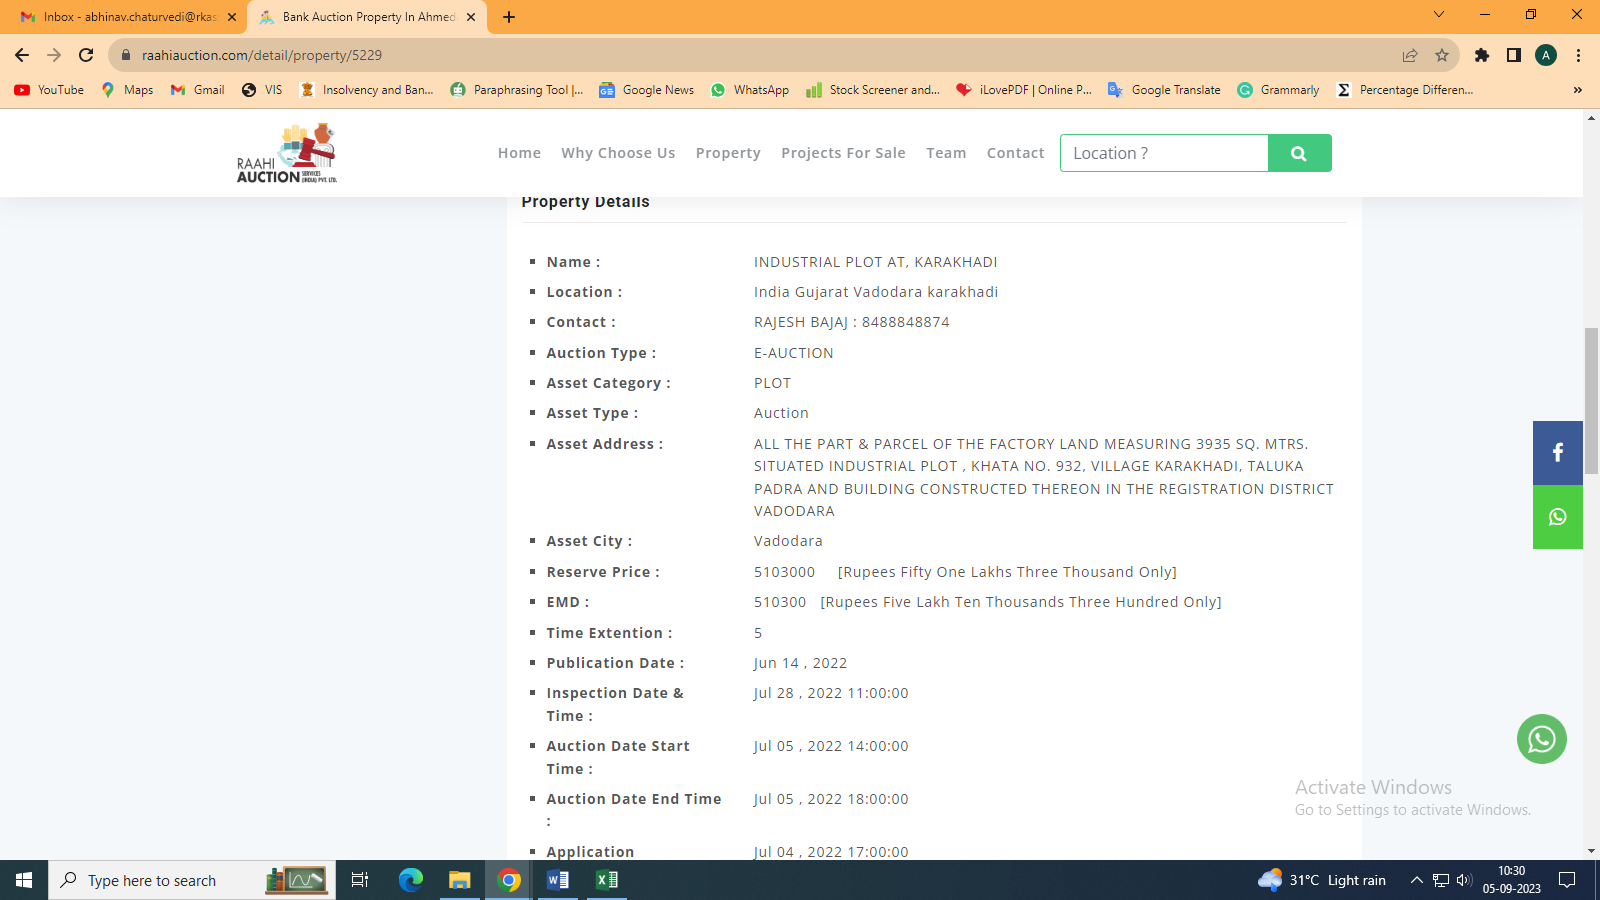 Inbox - abhinav.chaturvedi@rkas
Bank Auction Property In Ahmed
raahiauction.com/detail/property/5229
A
YouTube Maps Gmail VIS Insolvency and Ban... Paraphrasing Tool |... Google News WhatsApp Stock Screener and... iLovePDF | Online P... Google Translate Grammarly Percentage Differen... »
RAAHI
AUCTION SERVICES (INDIA) PVT. LTD.
Home Why Choose Us Property Projects For Sale Team Contact Location ?
Property Details
Name : INDUSTRIAL PLOT AT, KARAKHADI
Location : India Gujarat Vadodara karakhadi
Contact : RAJESH BAJAJ : 8488848874
Auction Type : E-AUCTION
Asset Category : PLOT
Asset Type : Auction
Asset Address : ALL THE PART & PARCEL OF THE FACTORY LAND MEASURING 3935 SQ. MTRS.
SITUATED INDUSTRIAL PLOT , KHATA NO. 932, VILLAGE KARAKHADI, TALUKA
PADRA AND BUILDING CONSTRUCTED THEREON IN THE REGISTRATION DISTRICT
VADODARA
Asset City : Vadodara
Reserve Price : 5103000 [Rupees Fifty One Lakhs Three Thousand Only]
EMD : 510300 [Rupees Five Lakh Ten Thousands Three Hundred Only]
Time Extention : 5
Publication Date : Jun 14 , 2022
Inspection Date & Jul 28 , 2022 11:00:00
Time :
Auction Date Start Jul 05 , 2022 14:00:00
Time :
Auction Date End Time Jul 05 , 2022 18:00:00
:
Application Jul 04 , 2022 17:00:00
Activate Windows
Go to Settings to activate Windows.
Type here to search
31°C Light rain
10:30
05-09-2023